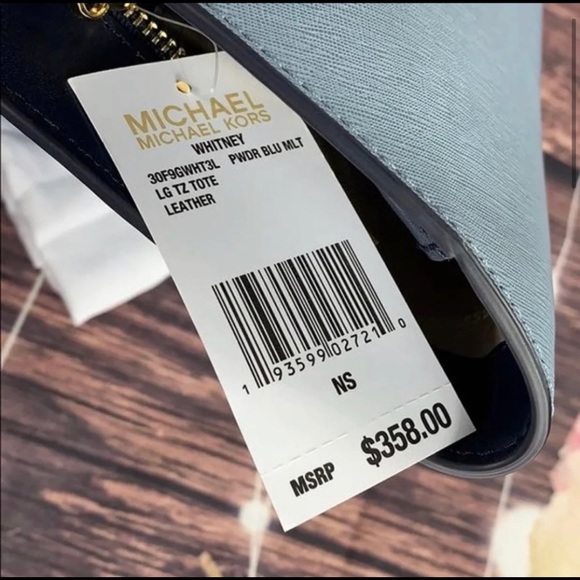 MICHAEL
MICHAEL KORS
WHITNEY
30F9GWHT3L PWDR BLU MLT
LG TZ TOTE
LEATHER
1 93599 02721 0
NS
MSRP $358.00